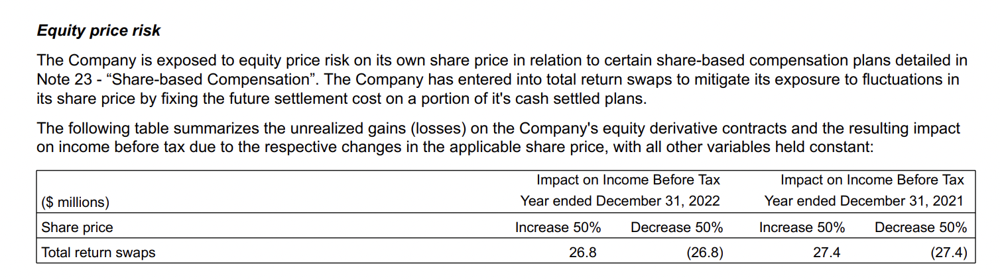 Equity price risk
The Company is exposed to equity price risk on its own share price in relation to certain share-based compensation plans detailed in
Note 23 - “Share-based Compensation”. The Company has entered into total return swaps to mitigate its exposure to fluctuations in
its share price by fixing the future settlement cost on a portion of it's cash settled plans.
The following table summarizes the unrealized gains (losses) on the Company's equity derivative contracts and the resulting impact
on income before tax due to the respective changes in the applicable share price, with all other variables held constant:
Impact on Income Before Tax Impact on Income Before Tax
($ millions) Year ended December 31, 2022 Year ended December 31, 2021
Share price Increase 50% Decrease 50% Increase 50% Decrease 50%
Total return swaps 26.8 (26.8) 27.4 (27.4)